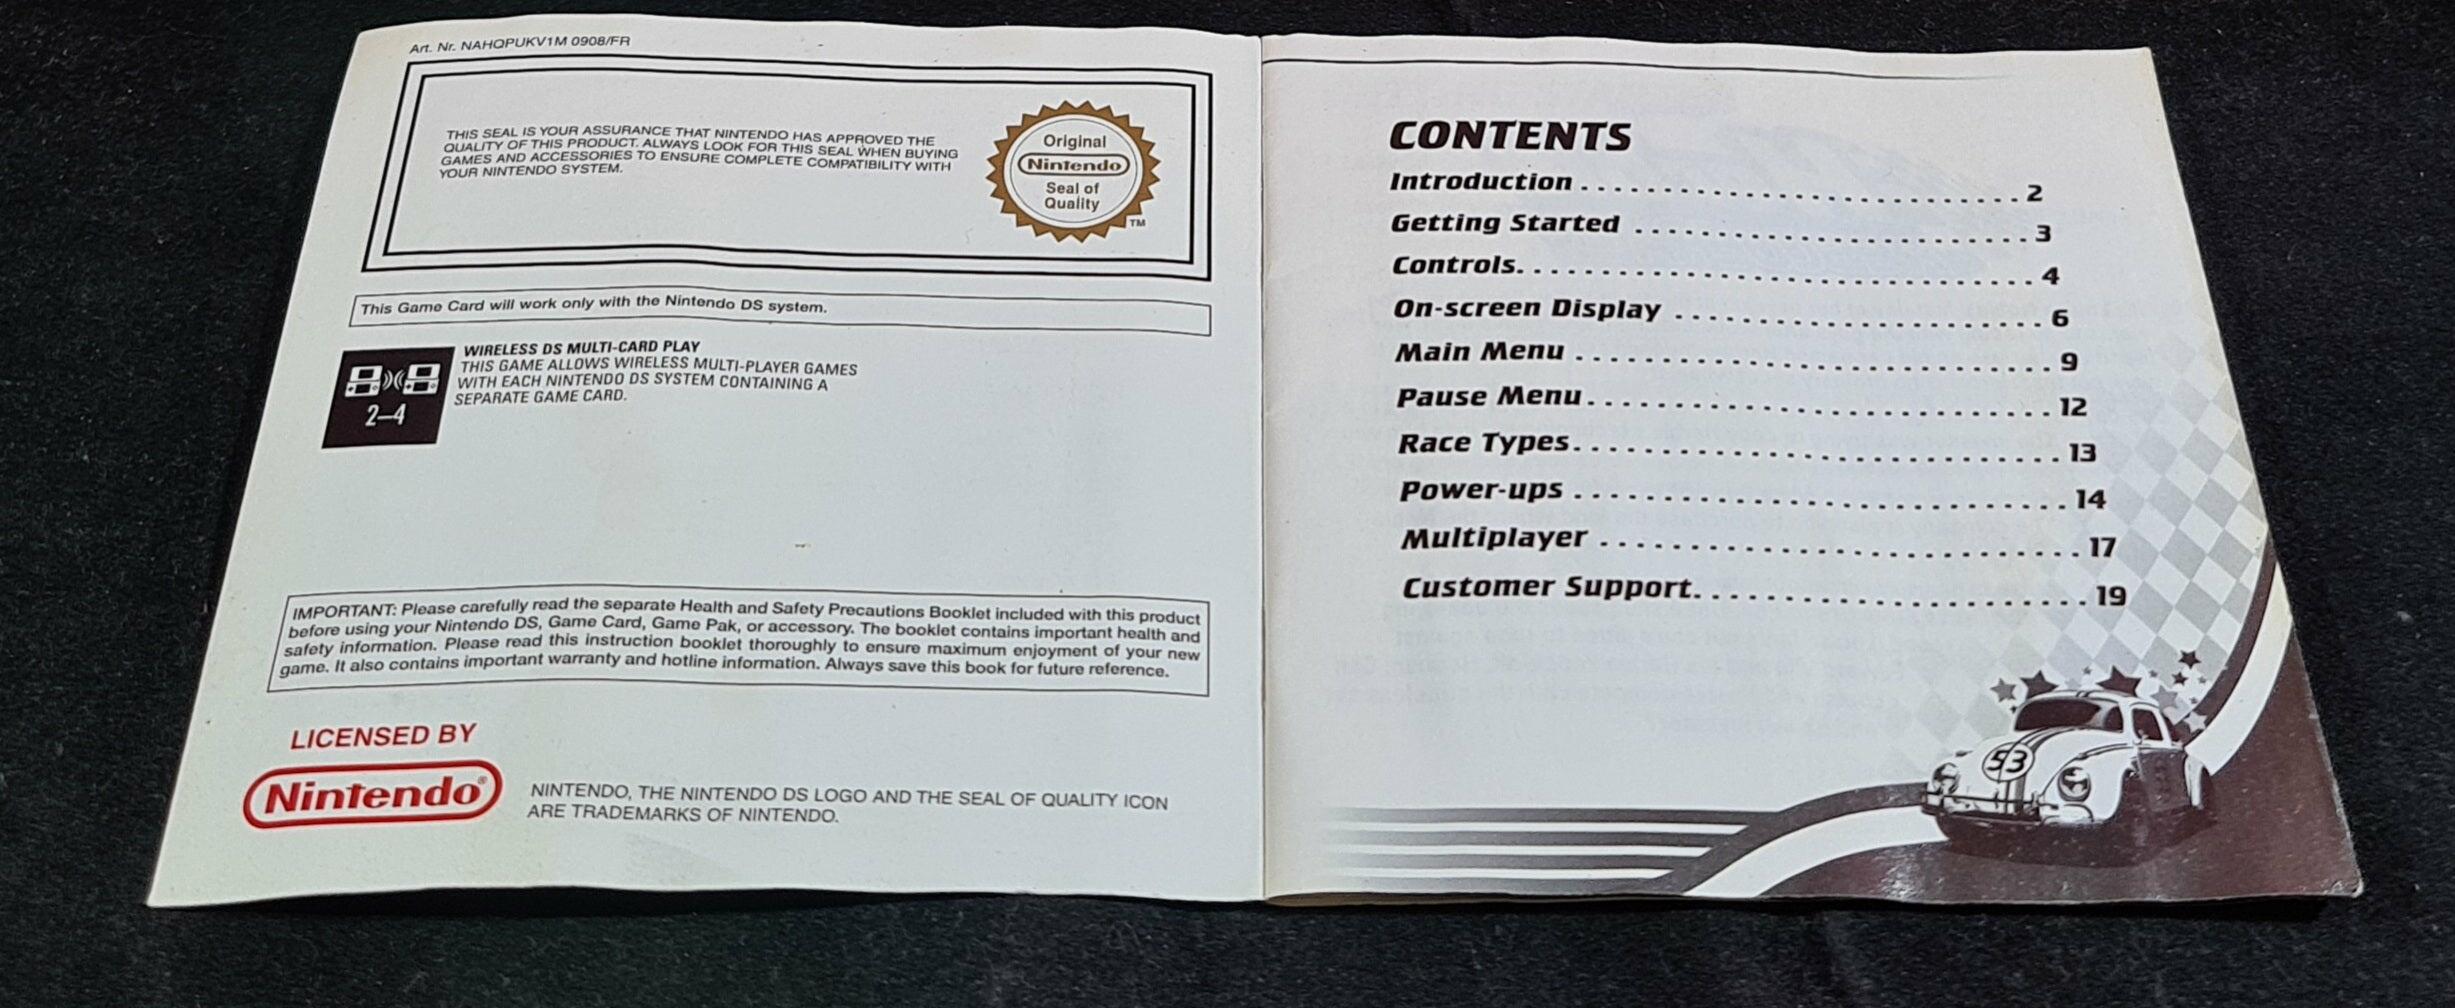 Art. Nr. NAHQPUKV1M 0908/FR
THIS SEAL IS YOUR ASSURANCE THAT NINTENDO HAS APPROVED THE
QUALITY OF THIS PRODUCT. ALWAYS LOOK FOR THIS SEAL WHEN BUYING
GAMES AND ACCESSORIES TO ENSURE COMPLETE COMPATIBILITY WITH
YOUR NINTENDO SYSTEM.
Original
Nintendo
Seal of
Quality
TM
This Game Card will work only with the Nintendo DS system.
2–4
WIRELESS DS MULTI-CARD PLAY
THIS GAME ALLOWS WIRELESS MULTI-PLAYER GAMES
WITH EACH NINTENDO DS SYSTEM CONTAINING A
SEPARATE GAME CARD.
IMPORTANT: Please carefully read the separate Health and Safety Precautions Booklet included with this product
before using your Nintendo DS, Game Card, Game Pak, or accessory. The booklet contains important health and
safety information. Please read this instruction booklet thoroughly to ensure maximum enjoyment of your new
game. It also contains important warranty and hotline information. Always save this book for future reference.
LICENSED BY
Nintendo®
NINTENDO, THE NINTENDO DS LOGO AND THE SEAL OF QUALITY ICON
ARE TRADEMARKS OF NINTENDO.
CONTENTS
Introduction . . . . . . . . . . . . . . . . . . . . . . . . . 2
Getting Started . . . . . . . . . . . . . . . . . . . . . . . 3
Controls. . . . . . . . . . . . . . . . . . . . . . . . . . . . . 4
On-screen Display . . . . . . . . . . . . . . . . . . . . . 6
Main Menu . . . . . . . . . . . . . . . . . . . . . . . . . . 9
Pause Menu. . . . . . . . . . . . . . . . . . . . . . . . . . 12
Race Types. . . . . . . . . . . . . . . . . . . . . . . . . . . 13
Power-ups . . . . . . . . . . . . . . . . . . . . . . . . . . . 14
Multiplayer . . . . . . . . . . . . . . . . . . . . . . . . . . 17
Customer Support. . . . . . . . . . . . . . . . . . . . . . 19
53